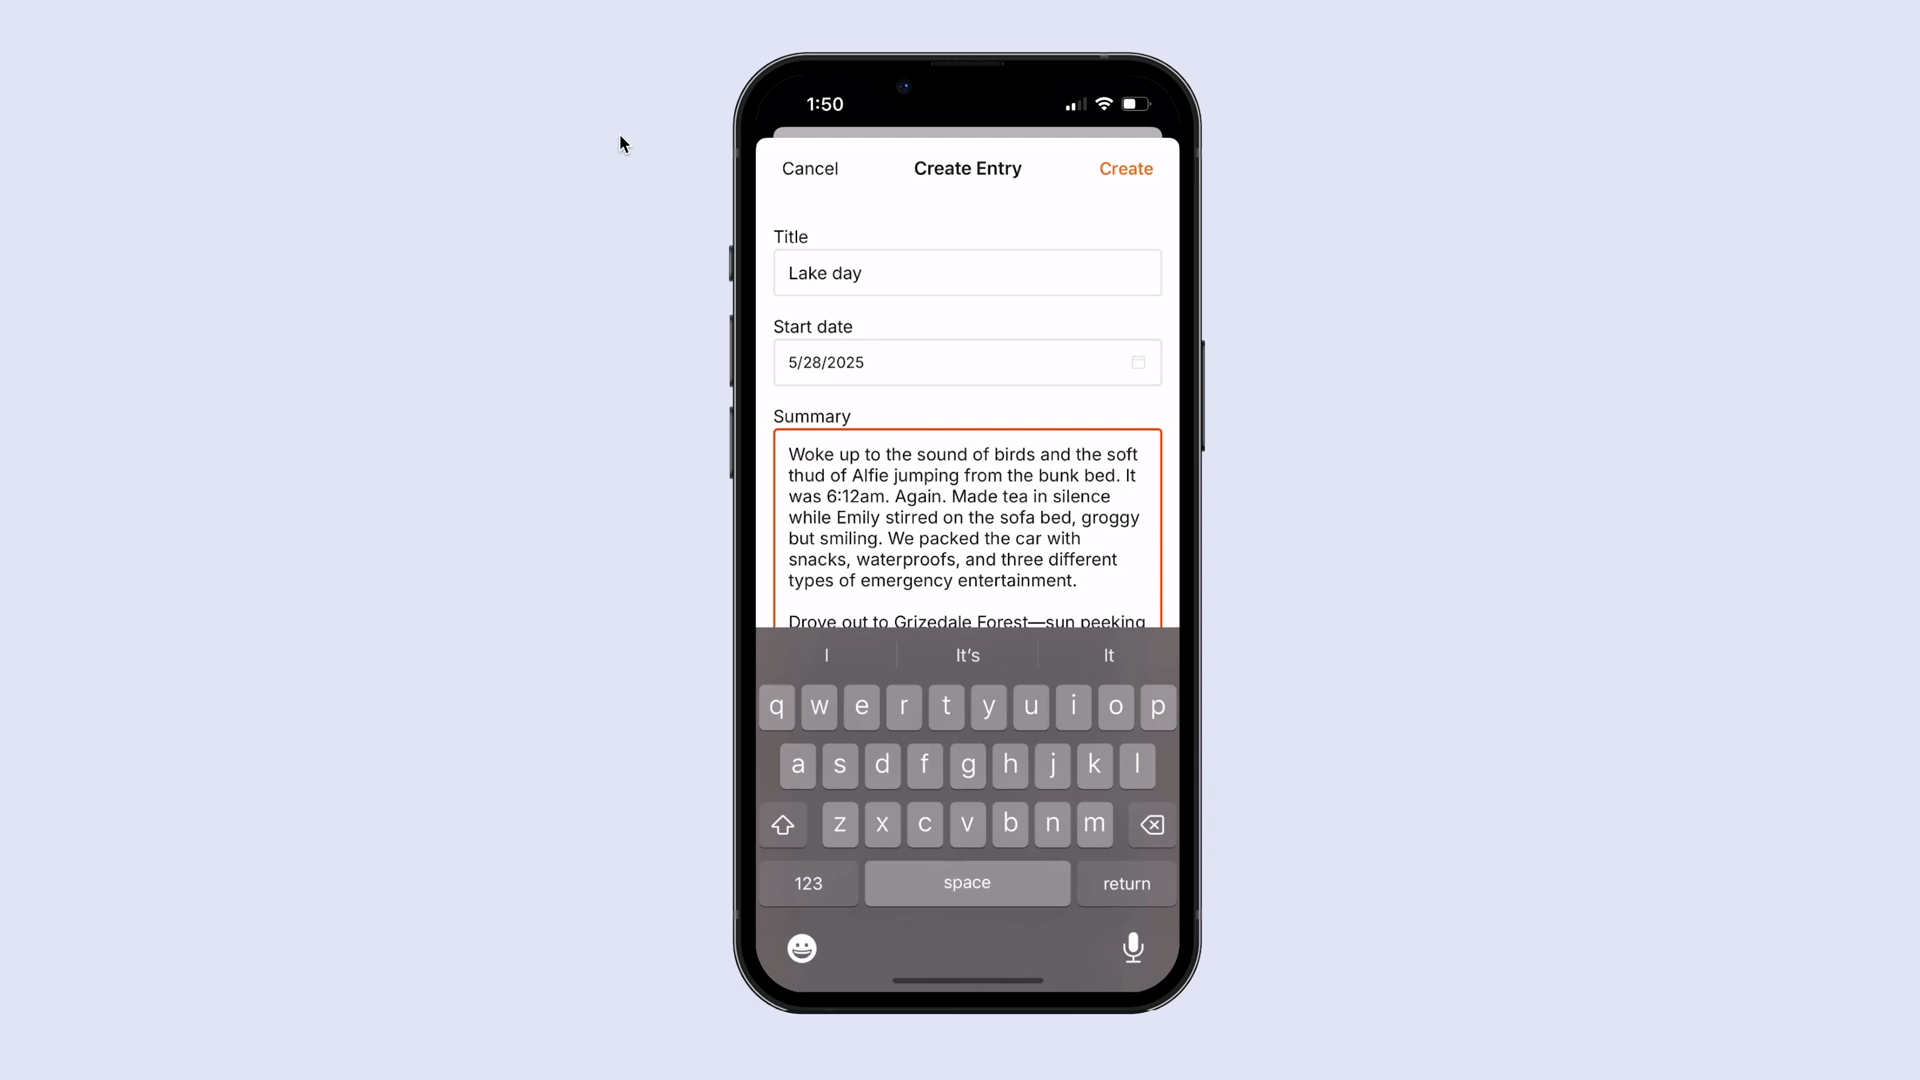 1:50
Cancel
Create Entry
Create
Title
Lake day
Start date
5/28/2025
Summary
Woke up to the sound of birds and the soft
thud of Alfie jumping from the bunk bed. It
was 6:12am. Again. Made tea in silence
while Emily stirred on the sofa bed, groggy
but smiling. We packed the car with
snacks, waterproofs, and three different
types of emergency entertainment.
Drove out to Grizedale Forest—sun peeking
I
It's
It
q w e r t y u i o p
a s d f g h j k l
z x c v b n m
123
space
return